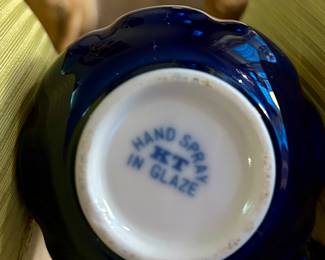 HAND SPRAY
KT
IN GLAZE